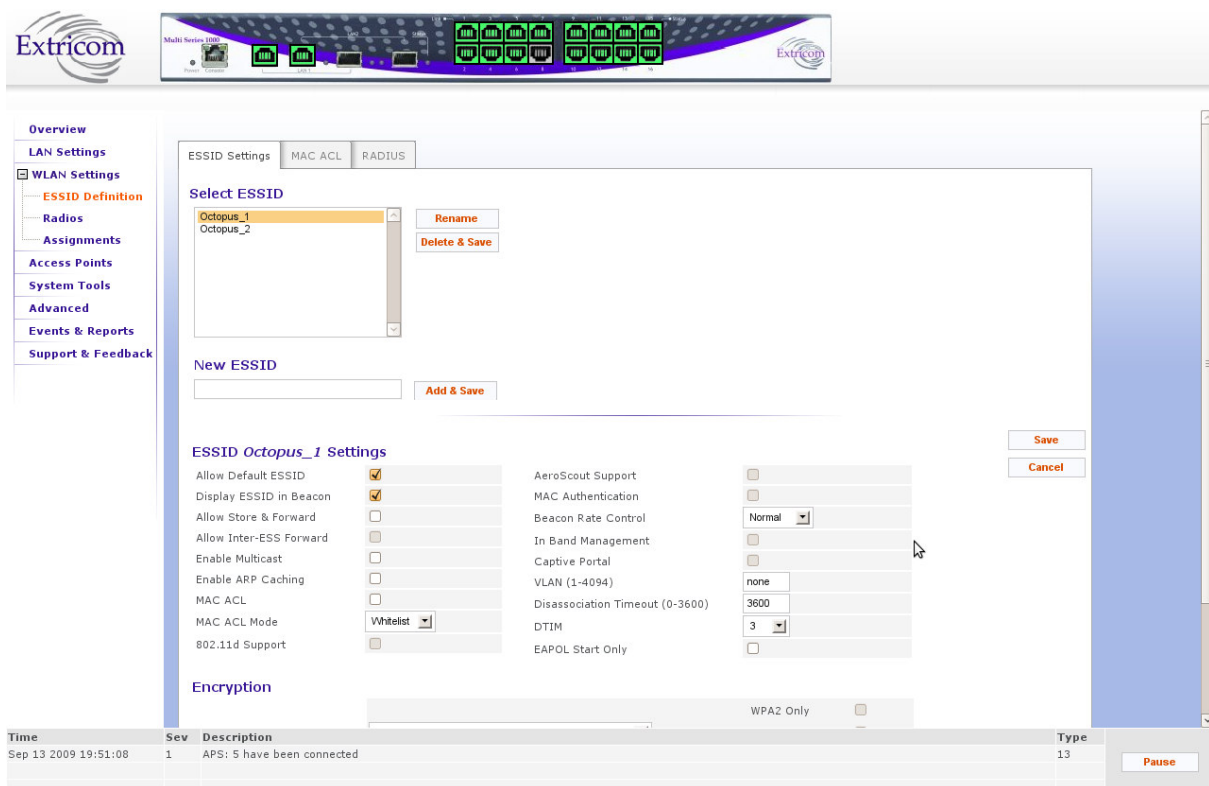 Extricom
Multi Series 1000
Power Console
LAN 1
Extricom
Overview
LAN Settings
WLAN Settings
ESSID Definition
Radios
Assignments
Access Points
System Tools
Advanced
Events & Reports
Support & Feedback
ESSID Settings MAC ACL RADIUS
Select ESSID
Octopus_1
Octopus_2
Rename
Delete & Save
New ESSID
Add & Save
Save
Cancel
ESSID Octopus_1 Settings
Allow Default ESSID
Display ESSID in Beacon
Allow Store & Forward
Allow Inter-ESS Forward
Enable Multicast
Enable ARP Caching
MAC ACL
MAC ACL Mode Whitelist
802.11d Support
AeroScout Support
MAC Authentication
Beacon Rate Control Normal
In Band Management
Captive Portal
VLAN (1-4094) none
Disassociation Timeout (0-3600) 3600
DTIM 3
EAPOL Start Only
Encryption
WPA2 Only
Time Sev Description Type
Sep 13 2009 19:51:08 1 APS: 5 have been connected 13
Pause